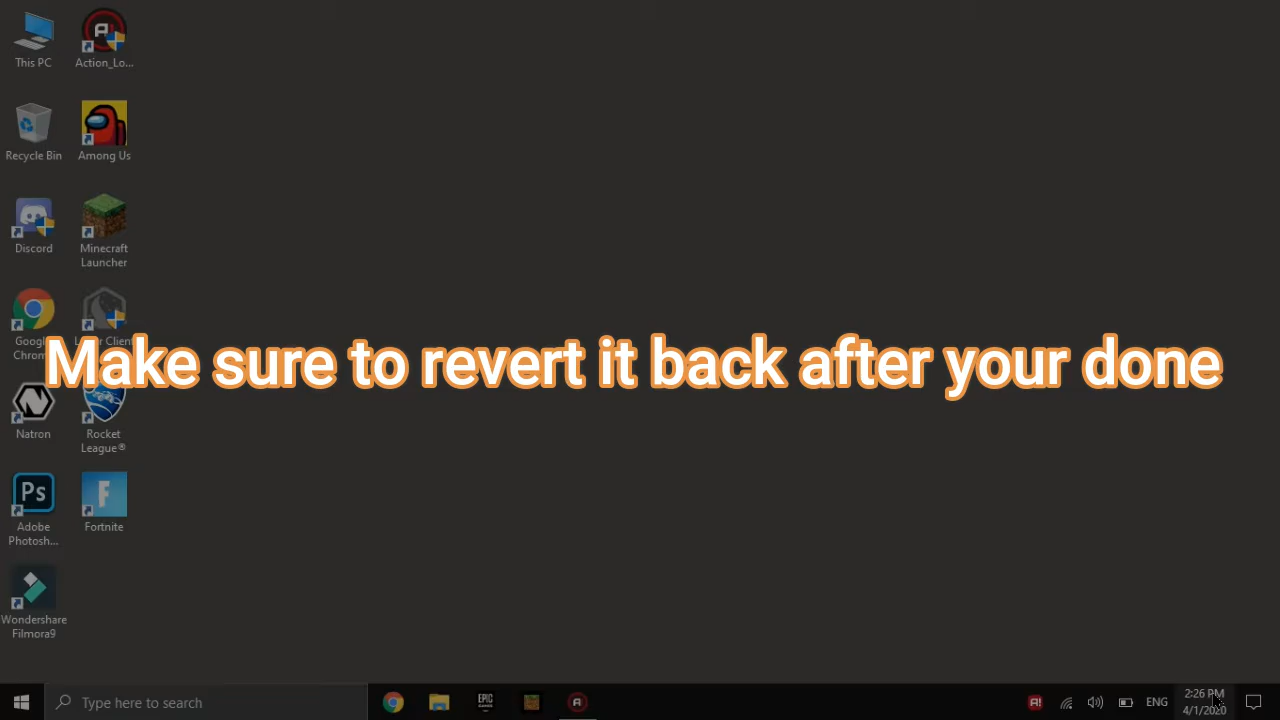 This PC
Action_Lo...
Recycle Bin
Among Us
Discord
Minecraft
Launcher
Make sure to revert it back after your done
Natron
Rocket
League®
Ps
Adobe
Photosh...
F
Fortnite
Wondershare
Filmora9
Type here to search
EPIC
GAMES
A
A!
ENG
2:26 PM
4/1/2020